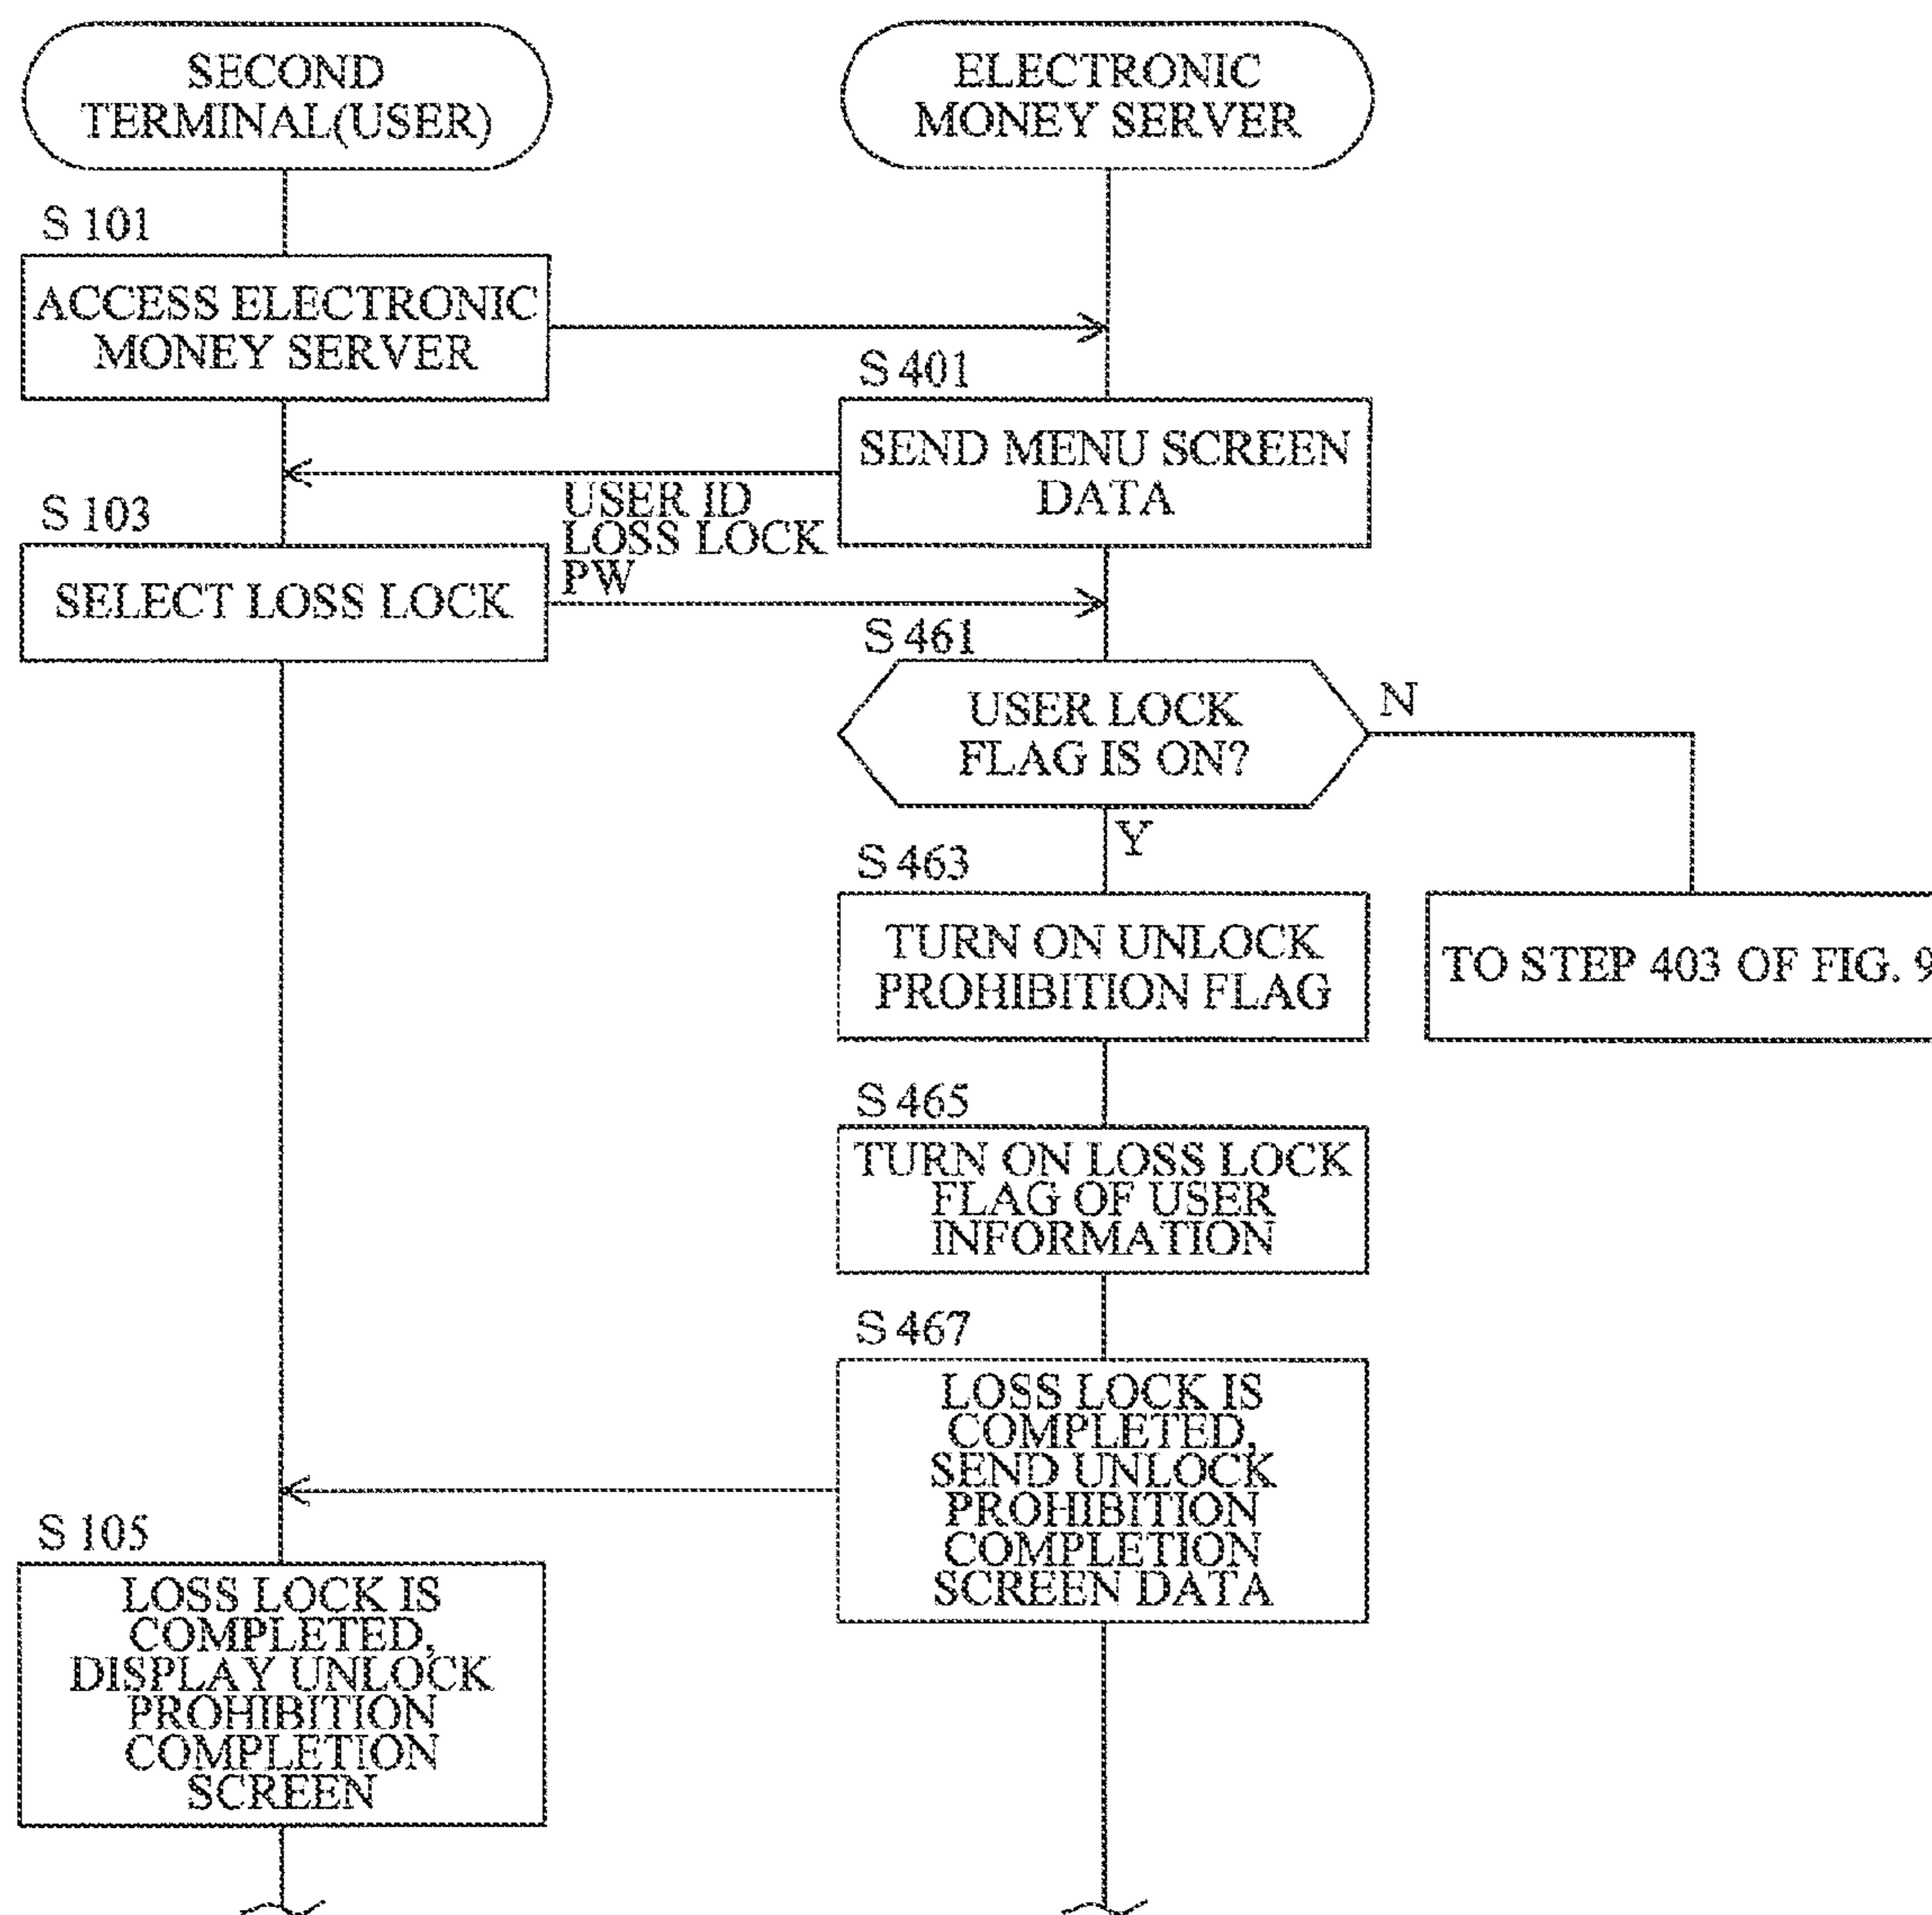 SECOND
TERMINAL(USER)
ELECTRONIC
MONEY SERVER
S 101
ACCESS ELECTRONIC
MONEY SERVER
S 401
SEND MENU SCREEN
DATA
USER ID
LOSS LOCK
PW
S 103
SELECT LOSS LOCK
S 461
USER LOCK
FLAG IS ON?
N
Y
S 463
TURN ON UNLOCK
PROHIBITION FLAG
TO STEP 403 OF FIG. 9
S 465
TURN ON LOSS LOCK
FLAG OF USER
INFORMATION
S 467
LOSS LOCK IS
COMPLETED,
SEND UNLOCK
PROHIBITION
COMPLETION
SCREEN DATA
S 105
LOSS LOCK IS
COMPLETED,
DISPLAY UNLOCK
PROHIBITION
COMPLETION
SCREEN